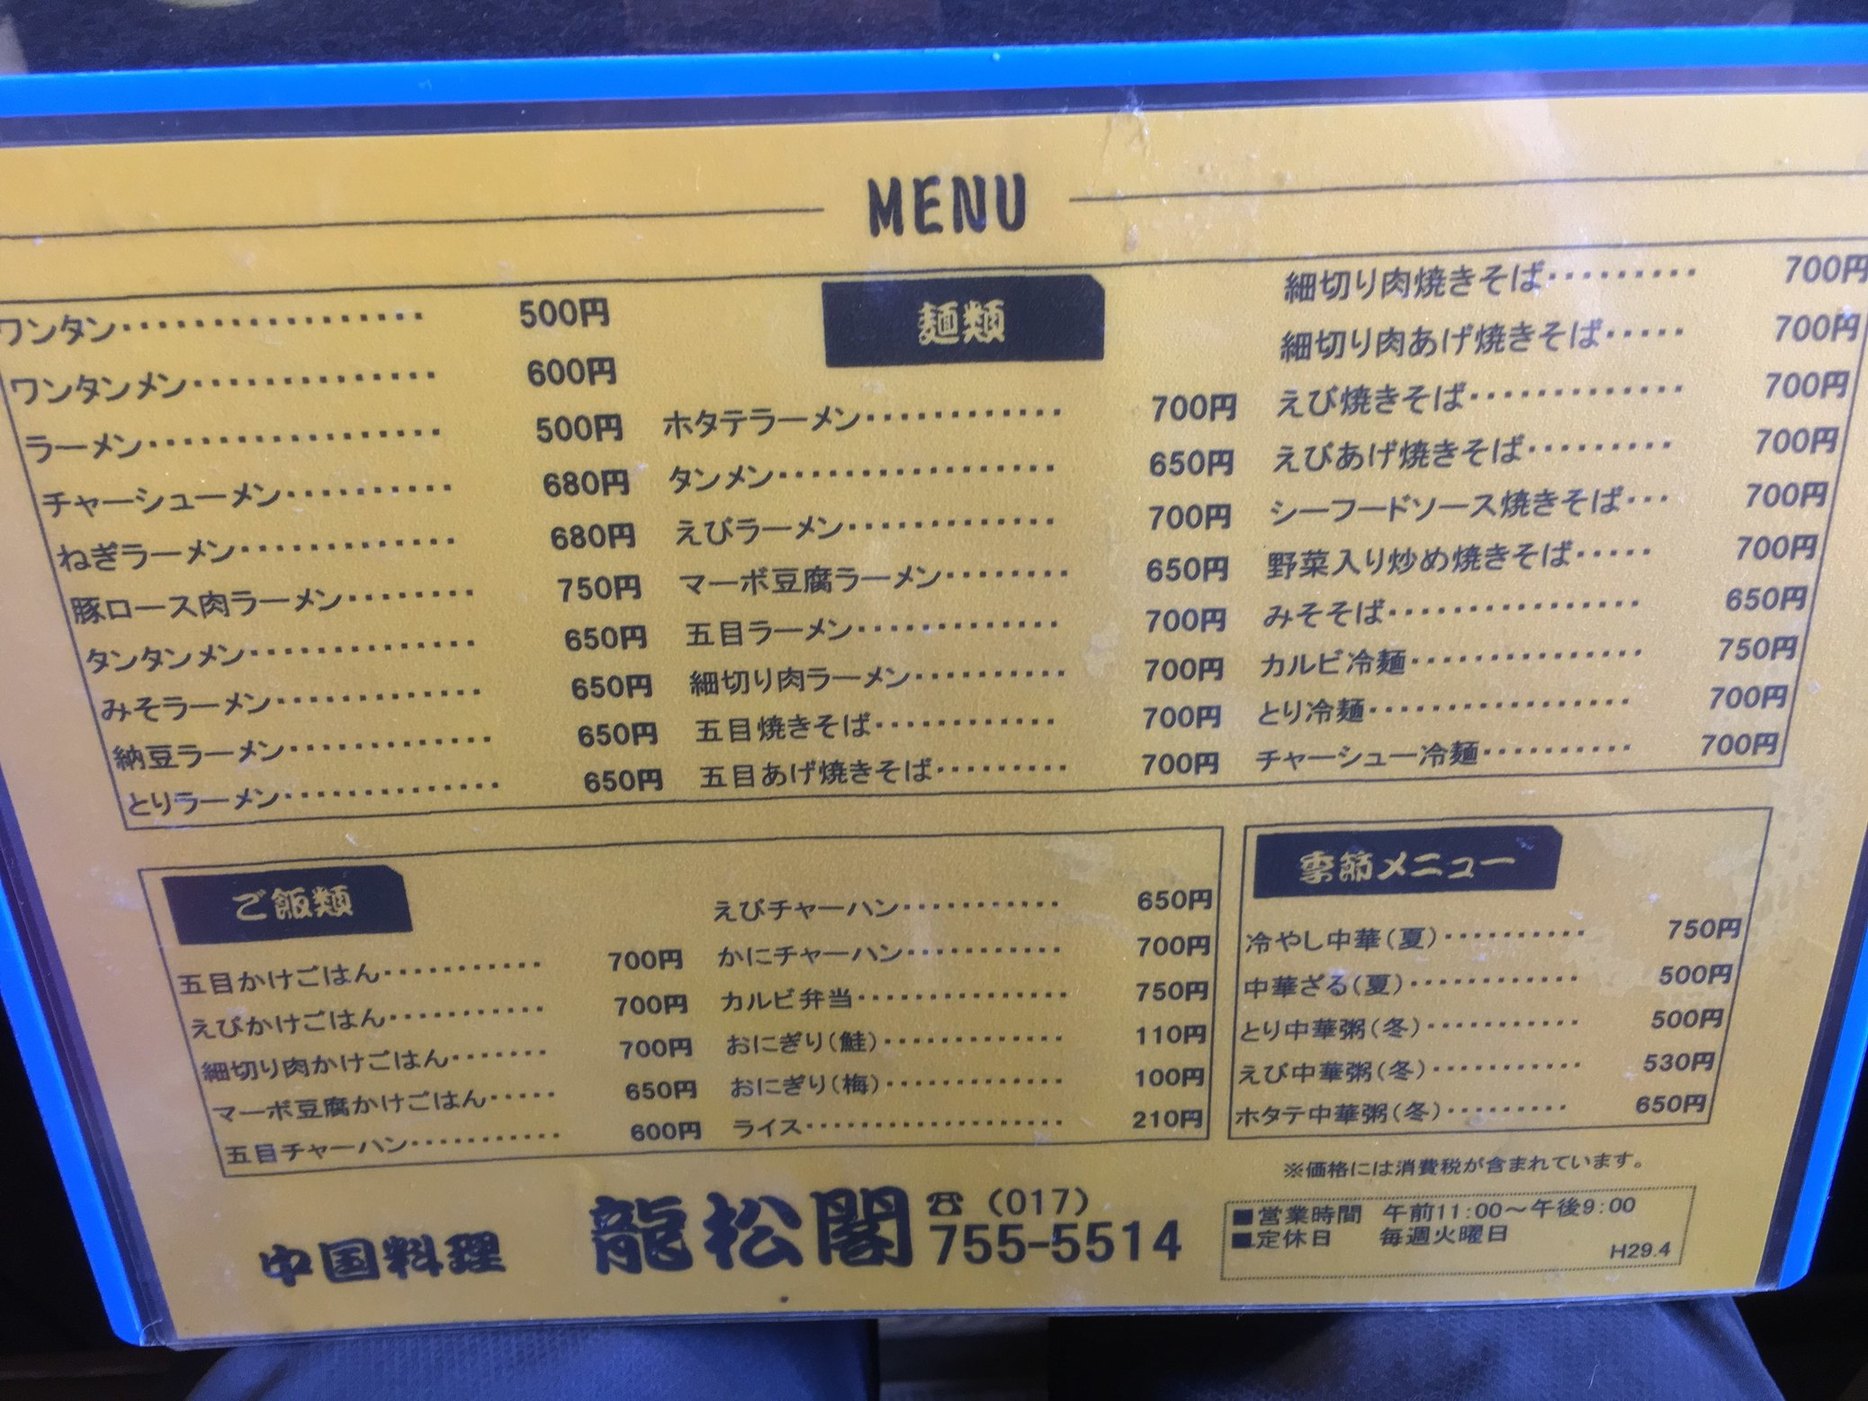 MENU
麺類
ワンタン・・・・・・・・・・・・・・・・・・ 500円
ワンタンメン・・・・・・・・・・・・・・ 600円
ラーメン・・・・・・・・・・・・・・・・・・ 500円
チャーシューメン・・・・・・・・・・ 680円
ねぎラーメン・・・・・・・・・・・・・ 680円
豚ロース肉ラーメン・・・・・・・・ 750円
タンタンメン・・・・・・・・・・・・・・ 650円
みそラーメン・・・・・・・・・・・・・ 650円
納豆ラーメン・・・・・・・・・・・・・ 650円
とりラーメン・・・・・・・・・・・・・・ 650円
ホタテラーメン・・・・・・・・・・・・ 700円
タンメン・・・・・・・・・・・・・・・・・ 650円
えびラーメン・・・・・・・・・・・・・ 700円
マーボ豆腐ラーメン・・・・・・・・ 650円
五目ラーメン・・・・・・・・・・・・・ 700円
細切り肉ラーメン・・・・・・・・・・ 700円
五目焼きそば・・・・・・・・・・・・ 700円
五目あげ焼きそば・・・・・・・・・ 700円
細切り肉焼きそば・・・・・・・・・ 700円
細切り肉あげ焼きそば・・・・・ 700円
えび焼きそば・・・・・・・・・・・・・ 700円
えびあげ焼きそば・・・・・・・・・ 700円
シーフードソース焼きそば・・・ 700円
野菜入り炒め焼きそば・・・・・ 700円
みそそば・・・・・・・・・・・・・・・・ 650円
カルビ冷麺・・・・・・・・・・・・・・・ 750円
とり冷麺・・・・・・・・・・・・・・・・・ 700円
チャーシュー冷麺・・・・・・・・・・ 700円
ご飯類
五目かけごはん・・・・・・・・・・・ 700円
えびかけごはん・・・・・・・・・・・ 700円
細切り肉かけごはん・・・・・・・ 700円
マーボ豆腐かけごはん・・・・・ 650円
五目チャーハン・・・・・・・・・・・・ 600円
えびチャーハン・・・・・・・・・・・ 650円
かにチャーハン・・・・・・・・・・・ 700円
カルビ弁当・・・・・・・・・・・・・・・ 750円
おにぎり(鮭)・・・・・・・・・・・・・ 110円
おにぎり(梅)・・・・・・・・・・・・・ 100円
ライス・・・・・・・・・・・・・・・・・・・ 210円
季節メニュー
冷やし中華(夏)・・・・・・・・・・ 750円
中華ざる(夏)・・・・・・・・・・・・ 500円
とり中華粥(冬)・・・・・・・・・・・ 500円
えび中華粥(冬)・・・・・・・・・・・ 530円
ホタテ中華粥(冬)・・・・・・・・・ 650円
※価格には消費税が含まれています。
中国料理 龍松閣 ☎(017)
755-5514
■営業時間 午前11:00～午後9:00
■定休日 毎週火曜日
H29.4